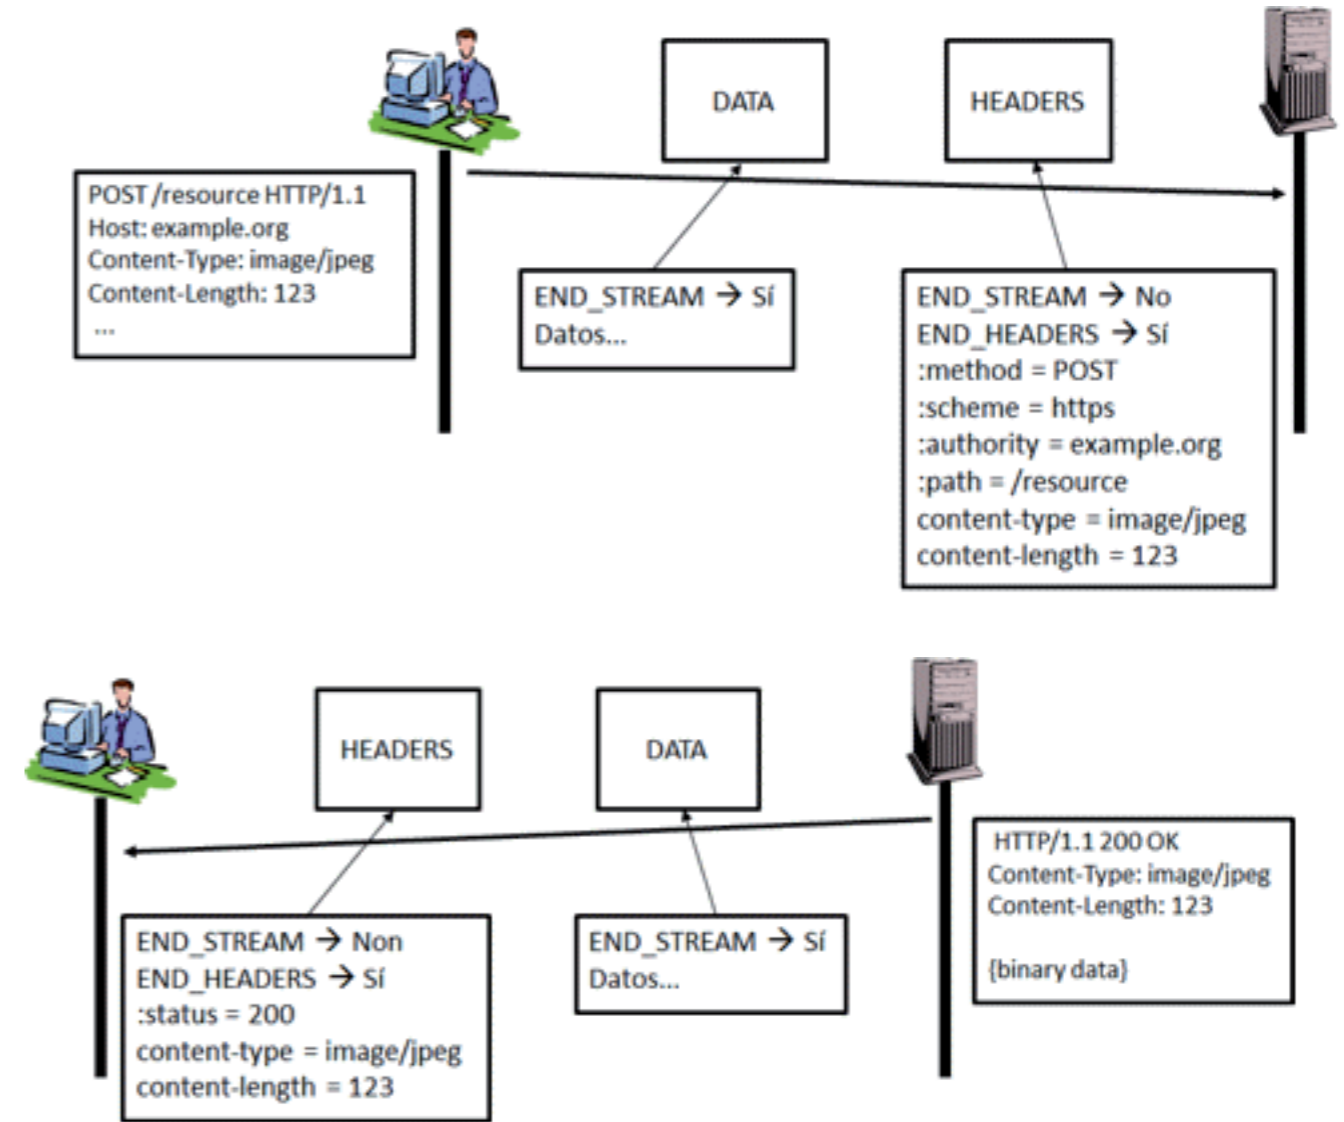 DATA
HEADERS
POST /resource HTTP/1.1
Host: example.org
Content-Type: image/jpeg
Content-Length: 123
...
END_STREAM → Sí
Datos...
END_STREAM → No
END_HEADERS → Sí
:method = POST
:scheme = https
:authority = example.org
:path = /resource
content-type = image/jpeg
content-length = 123
HEADERS
DATA
HTTP/1.1 200 OK
Content-Type: image/jpeg
Content-Length: 123
{binary data}
END_STREAM → Non
END_HEADERS → Sí
:status = 200
content-type = image/jpeg
content-length = 123
END_STREAM → Sí
Datos...